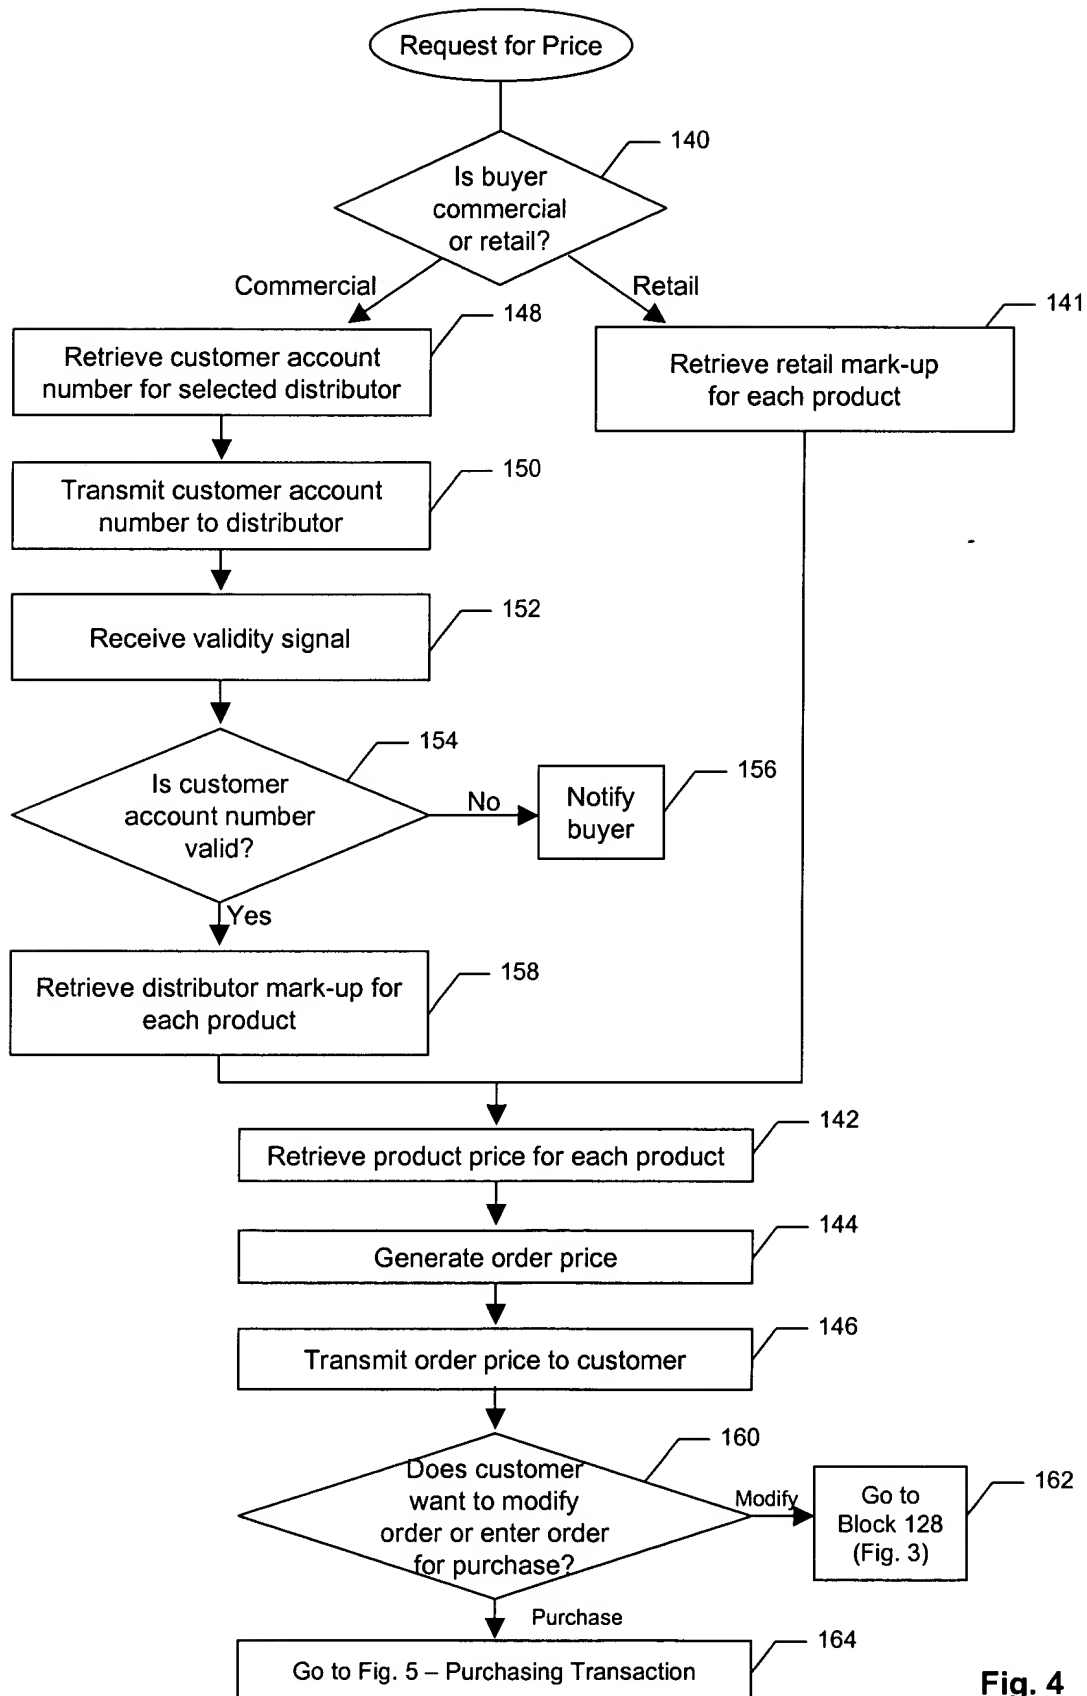 Request for Price
140
Is buyer
commercial
or retail?
Commercial
Retail
148
141
Retrieve customer account
number for selected distributor
Retrieve retail mark-up
for each product
150
Transmit customer account
number to distributor
152
Receive validity signal
154
Is customer
account number
valid?
No
156
Notify
buyer
Yes
158
Retrieve distributor mark-up for
each product
142
Retrieve product price for each product
144
Generate order price
146
Transmit order price to customer
160
Does customer
want to modify
order or enter order
for purchase?
Modify
162
Go to
Block 128
(Fig. 3)
Purchase
164
Go to Fig. 5 – Purchasing Transaction
Fig. 4